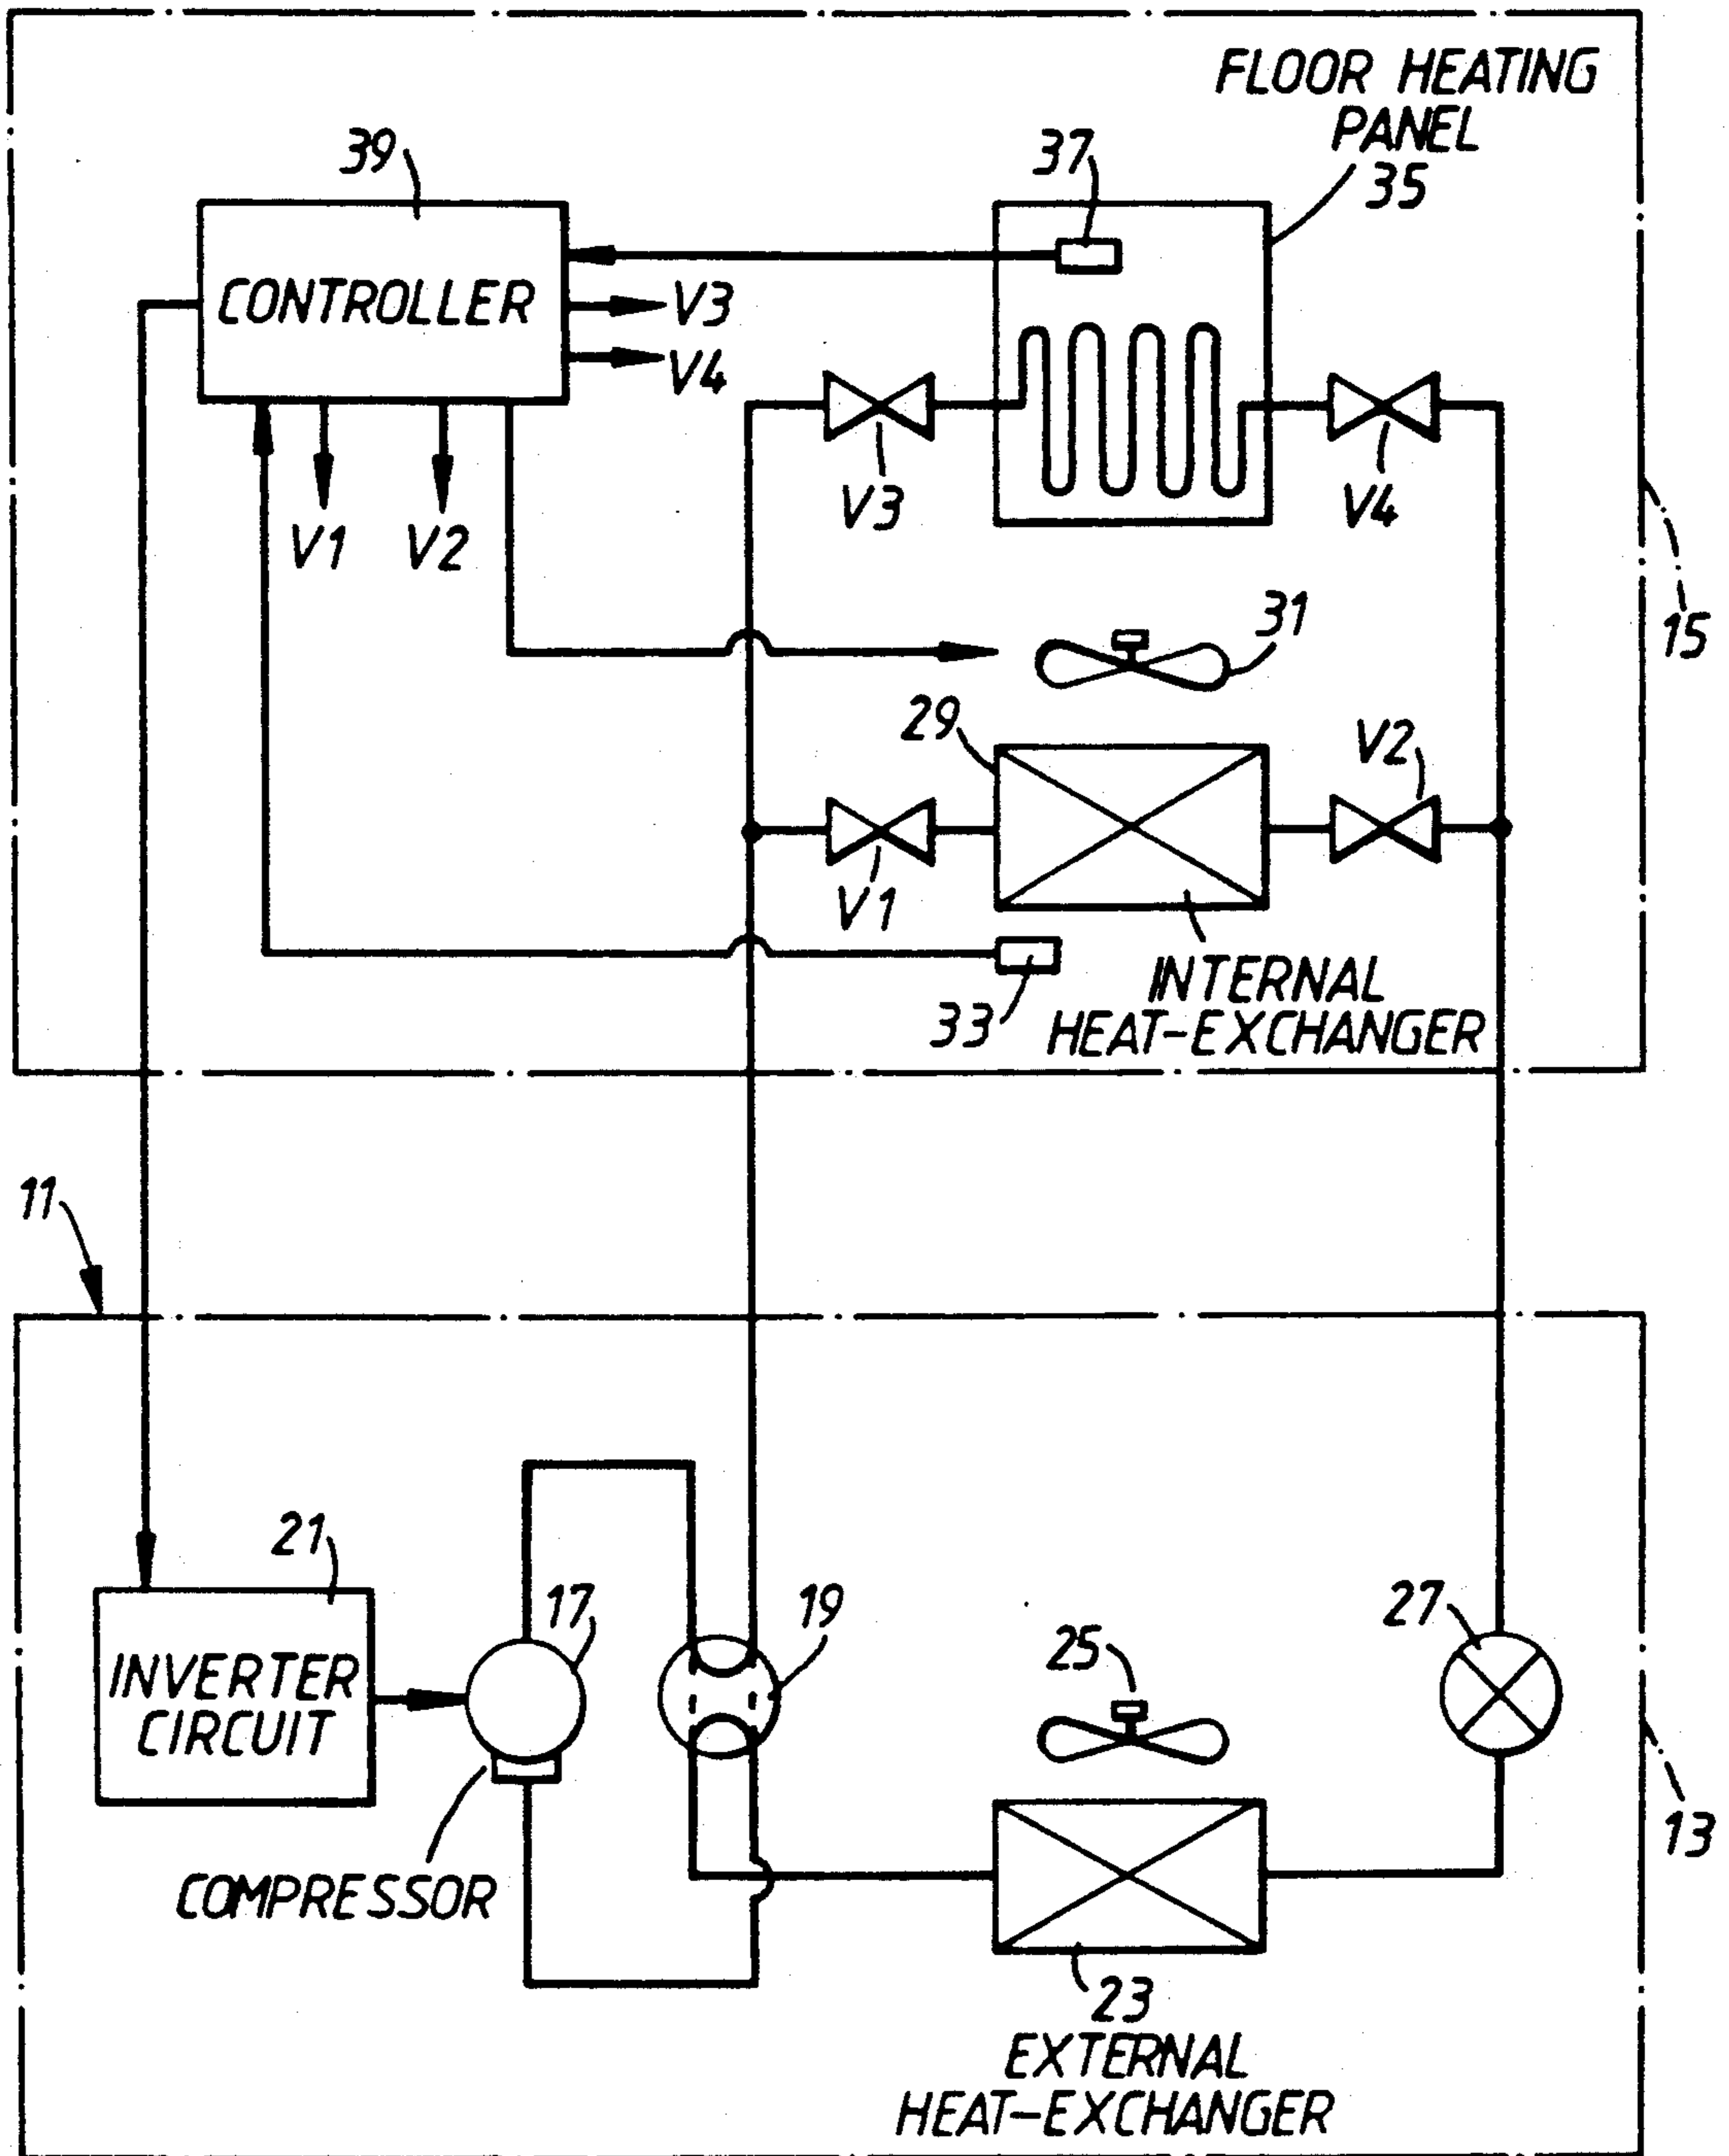 FLOOR HEATING
PANEL
35
37
39
CONTROLLER
V3
V4
V1
V2
V3
V4
31
15
29
V2
V1
33
INTERNAL
HEAT-EXCHANGER
11
21
17
19
27
25
INVERTER
CIRCUIT
COMPRESSOR
13
23
EXTERNAL
HEAT-EXCHANGER